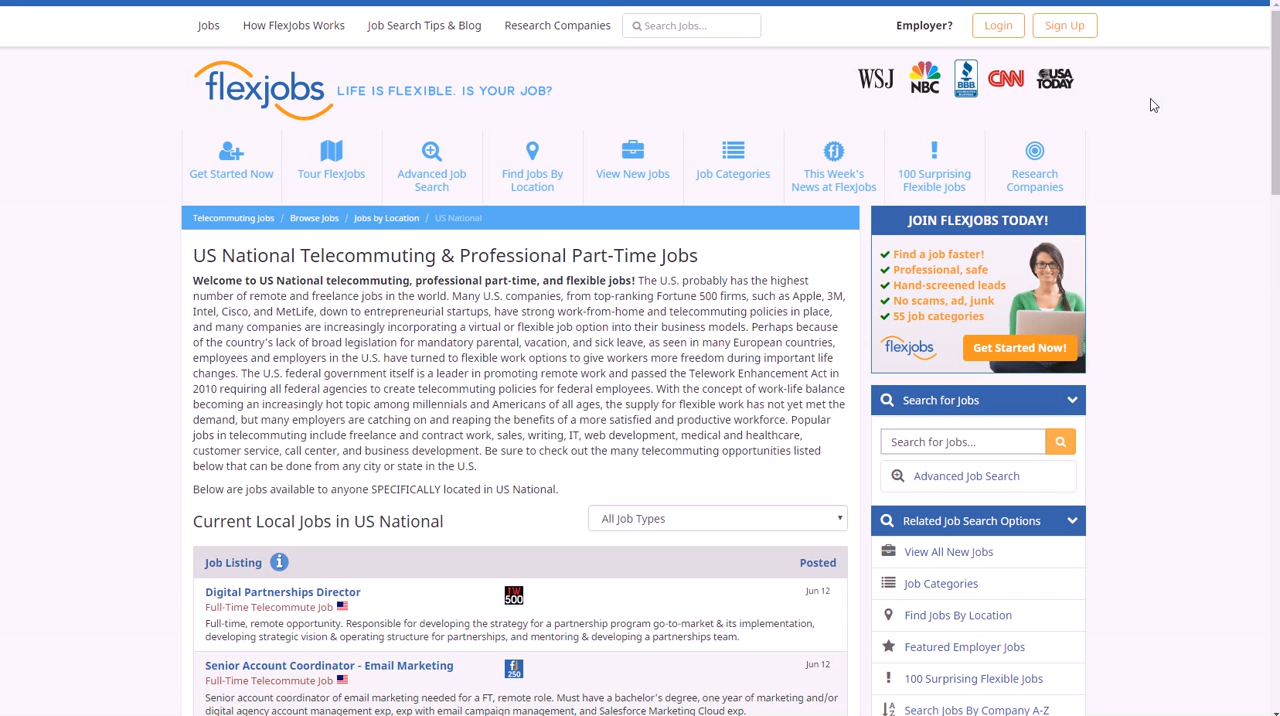 Jobs
How FlexJobs Works
Job Search Tips & Blog
Research Companies
Search Jobs...
Employer?
Login
Sign Up
flexjobs
LIFE IS FLEXIBLE. IS YOUR JOB?
WSJ
NBC
BBB
CNN
USA
TODAY
Get Started Now
Tour FlexJobs
Advanced Job
Search
Find Jobs By
Location
View New Jobs
Job Categories
This Week's
News at FlexJobs
100 Surprising
Flexible Jobs
Research
Companies
Telecommuting Jobs / Browse Jobs / Jobs by Location / US National
US National Telecommuting & Professional Part-Time Jobs
Welcome to US National telecommuting, professional part-time, and flexible jobs! The U.S. probably has the highest
number of remote and freelance jobs in the world. Many U.S. companies, from top-ranking Fortune 500 firms, such as Apple, 3M,
Intel, Cisco, and MetLife, down to entrepreneurial startups, have strong work-from-home and telecommuting policies in place,
and many companies are increasingly incorporating a virtual or flexible job option into their business models. Perhaps because
of the country's lack of broad legislation for mandatory parental, vacation, and sick leave, as seen in many European countries,
employees and employers in the U.S. have turned to flexible work options to give workers more freedom during important life
changes. The U.S. federal government itself is a leader in promoting remote work and passed the Telework Enhancement Act in
2010 requiring all federal agencies to create telecommuting policies for federal employees. With the concept of work-life balance
becoming an increasingly hot topic among millennials and Americans of all ages, the supply for flexible work has not yet met the
demand, but many employers are catching on and reaping the benefits of a more satisfied and productive workforce. Popular
jobs in telecommuting include freelance and contract work, sales, writing, IT, web development, medical and healthcare,
customer service, call center, and business development. Be sure to check out the many telecommuting opportunities listed
below that can be done from any city or state in the U.S.
Below are jobs available to anyone SPECIFICALLY located in US National.
Current Local Jobs in US National
All Job Types
Job Listing
Posted
Digital Partnerships Director
TW
500
Jun 12
Full-Time Telecommute Job
Full-time, remote opportunity. Responsible for developing the strategy for a partnership program go-to-market & its implementation,
developing strategic vision & operating structure for partnerships, and mentoring & developing a partnerships team.
Senior Account Coordinator - Email Marketing
250
Jun 12
Full-Time Telecommute Job
Senior account coordinator of email marketing needed for a FT, remote role. Must have a bachelor's degree, one year of marketing and/or
digital agency account management exp, exp with email campaign management, and Salesforce Marketing Cloud exp.
JOIN FLEXJOBS TODAY!
Find a job faster!
Professional, safe
Hand-screened leads
No scams, ad, junk
55 job categories
flexjobs
Get Started Now!
Search for Jobs
Search for Jobs...
Advanced Job Search
Related Job Search Options
View All New Jobs
Job Categories
Find Jobs By Location
Featured Employer Jobs
100 Surprising Flexible Jobs
Search Jobs By Company A-Z